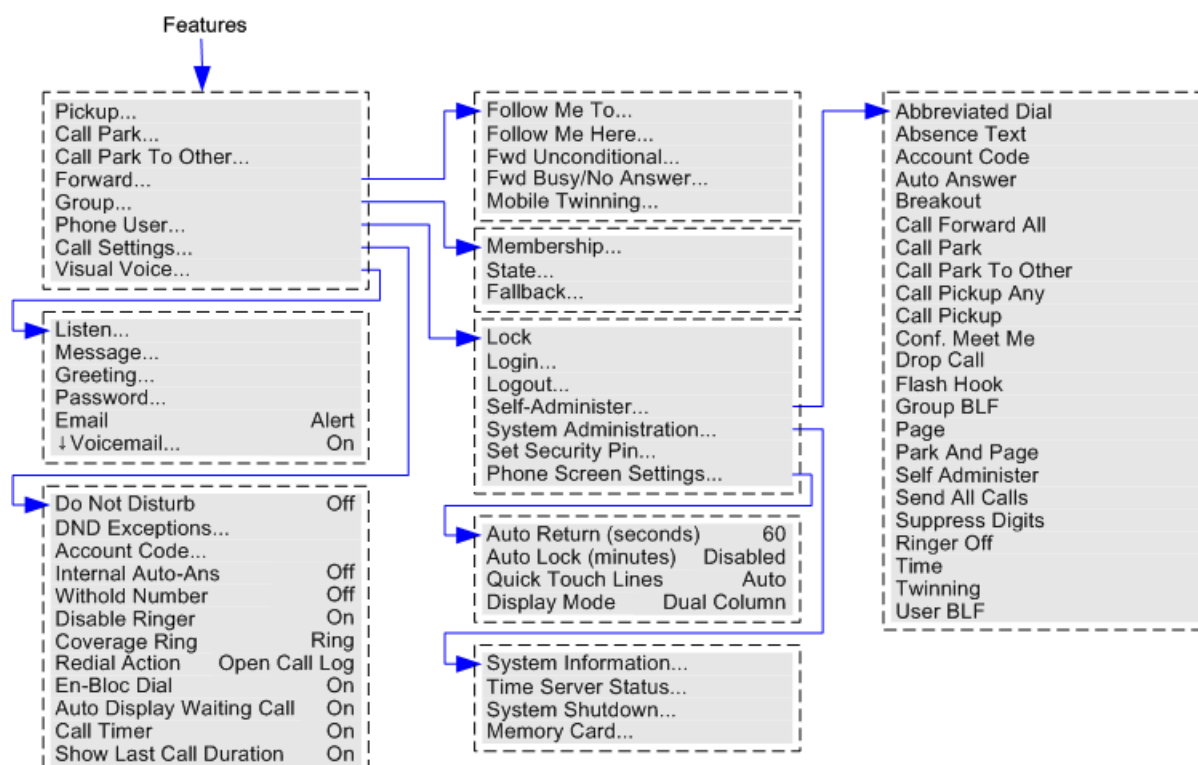 Features
Pickup...
Call Park...
Call Park To Other...
Forward...
Group...
Phone User...
Call Settings...
Visual Voice...
Listen...
Message...
Greeting...
Password...
Email Alert
↓Voicemail... On
Do Not Disturb Off
DND Exceptions...
Account Code...
Internal Auto-Ans Off
Withold Number Off
Disable Ringer On
Coverage Ring Ring
Redial Action Open Call Log
En-Bloc Dial On
Auto Display Waiting Call On
Call Timer On
Show Last Call Duration On
Follow Me To...
Follow Me Here...
Fwd Unconditional...
Fwd Busy/No Answer...
Mobile Twinning...
Membership...
State...
Fallback...
Lock
Login...
Logout...
Self-Administer...
System Administration...
Set Security Pin...
Phone Screen Settings...
Auto Return (seconds) 60
Auto Lock (minutes) Disabled
Quick Touch Lines Auto
Display Mode Dual Column
System Information...
Time Server Status...
System Shutdown...
Memory Card...
Abbreviated Dial
Absence Text
Account Code
Auto Answer
Breakout
Call Forward All
Call Park
Call Park To Other
Call Pickup Any
Call Pickup
Conf. Meet Me
Drop Call
Flash Hook
Group BLF
Page
Park And Page
Self Administer
Send All Calls
Suppress Digits
Ringer Off
Time
Twinning
User BLF